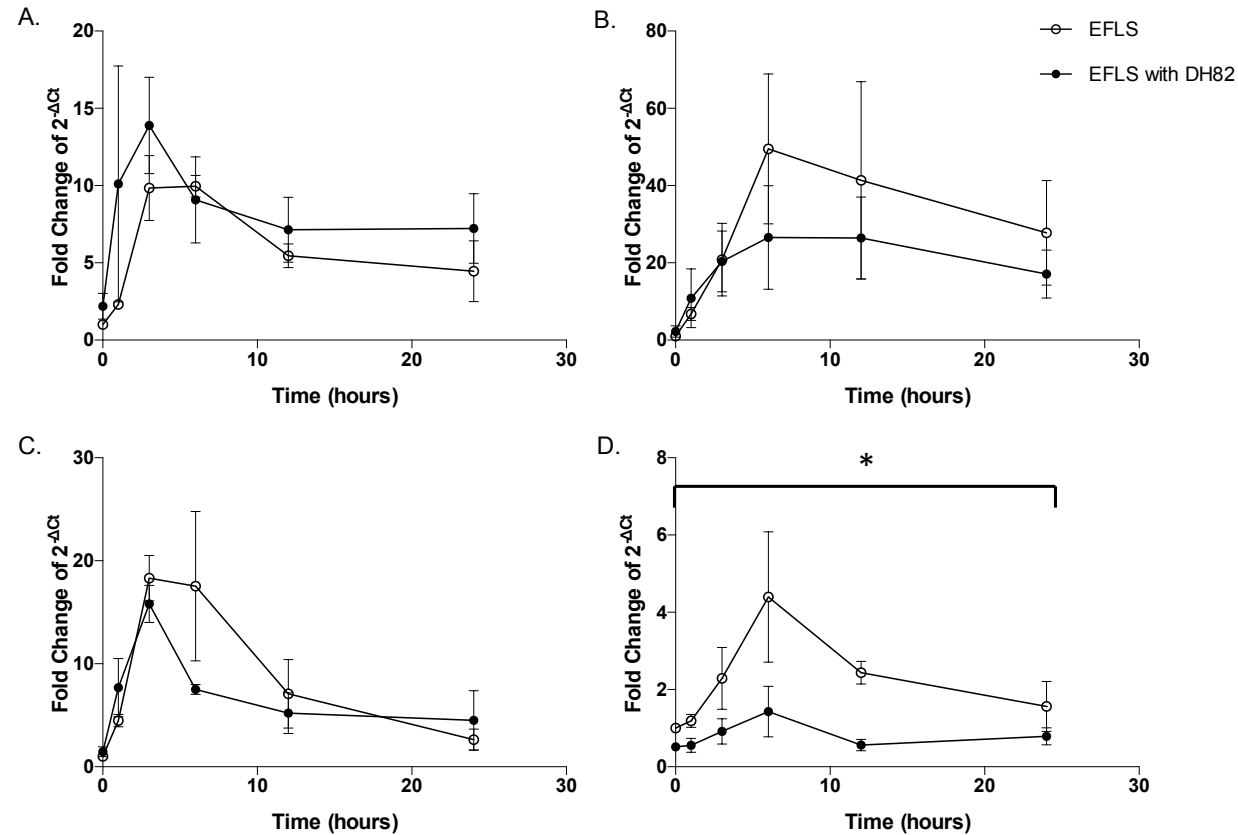 A.
20
15
10
5
0
Fold Change of 2-ΔCt
0 10 20 30
Time (hours)
B.
80
60
40
20
0
Fold Change of 2-ΔCt
0 10 20 30
Time (hours)
EFLS
EFLS with DH82
C.
30
20
10
0
Fold Change of 2-ΔCt
0 10 20 30
Time (hours)
D.
*
8
6
4
2
0
Fold Change of 2-ΔCt
0 10 20 30
Time (hours)